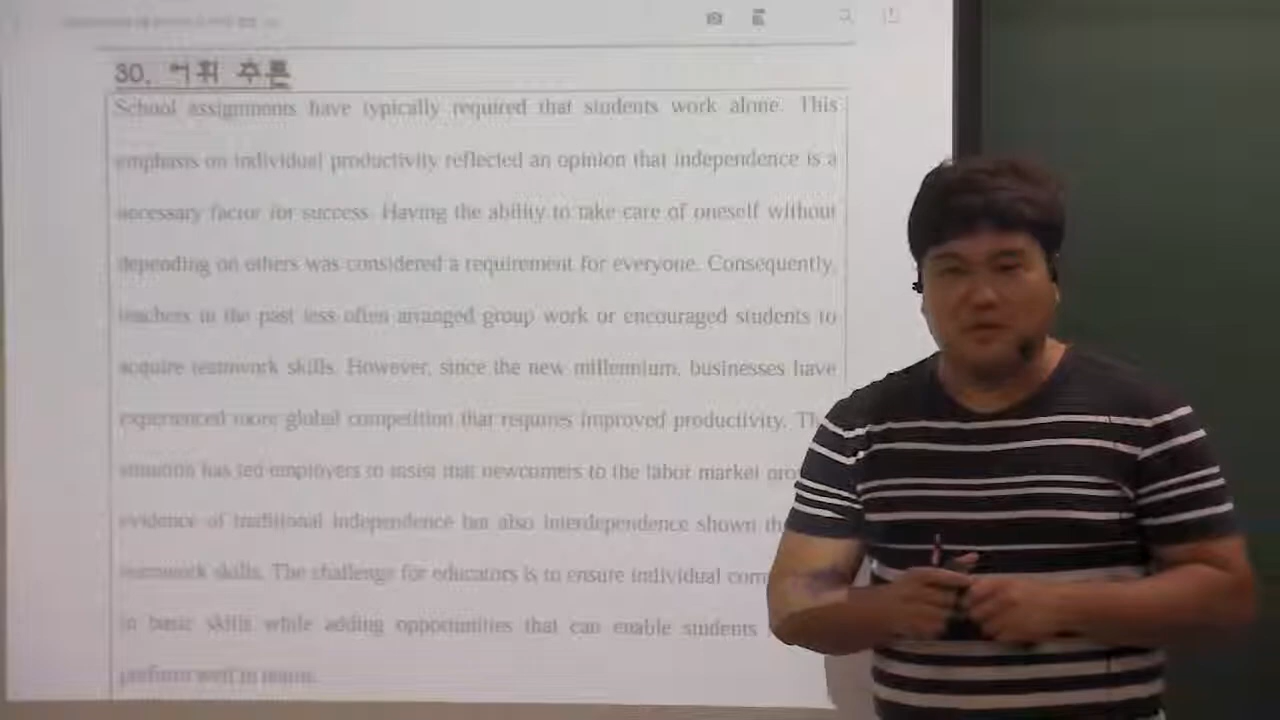 30. 어휘 추론
School assignments have typically required that students work alone. This
emphasis on individual productivity reflected an opinion that independence is a
necessary factor for success. Having the ability to take care of oneself without
depending on others was considered a requirement for everyone. Consequently,
teachers in the past less often arranged group work or encouraged students to
acquire teamwork skills. However, since the new millennium, businesses have
experienced more global competition that requires improved productivity.
situation has led employers to insist that newcomers to the labor market
evidence of traditional independence but also interdependence shown
teamwork skills. The challenge for educators is to ensure individual
in basic skills while adding opportunities that can enable students
perform well in teams.